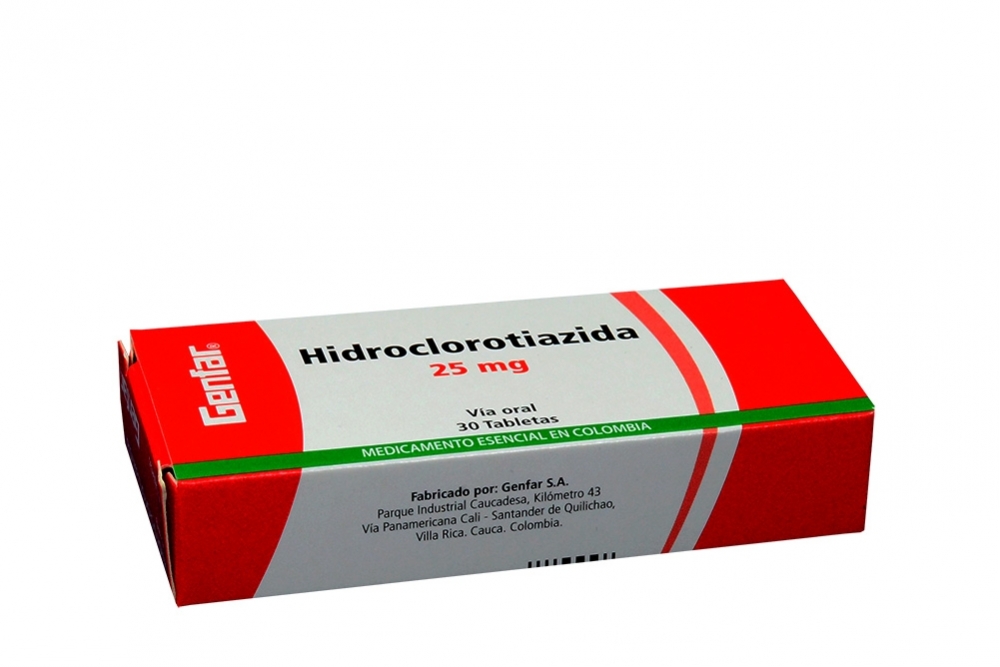 Genfar®
Hidroclorotiazida
25 mg
Vía oral
30 Tabletas
MEDICAMENTO ESENCIAL EN COLOMBIA
Fabricado por: Genfar S.A.
Parque Industrial Caucadesa, Kilómetro 43
Vía Panamericana Cali - Santander de Quilichao,
Villa Rica. Cauca. Colombia.